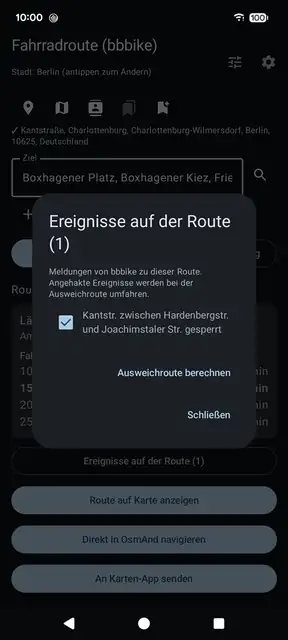 10:00
100
Fahrradroute (bbbike)
Stadt: Berlin (antippen zum Ändern)
✓ Kantstraße, Charlottenburg, Charlottenburg-Wilmersdorf, Berlin,
10625, Deutschland
Ziel
Boxhagener Platz, Boxhagener Kiez, Frie
Ereignisse auf der Route
(1)
Meldungen von bbbike zu dieser Route.
Angehakte Ereignisse werden bei der
Ausweichroute umfahren.
Kantstr. zwischen Hardenbergstr.
und Joachimstaler Str. gesperrt
Ausweichroute berechnen
Schließen
Ereignisse auf der Route (1)
Route auf Karte anzeigen
Direkt in OsmAnd navigieren
An Karten-App senden